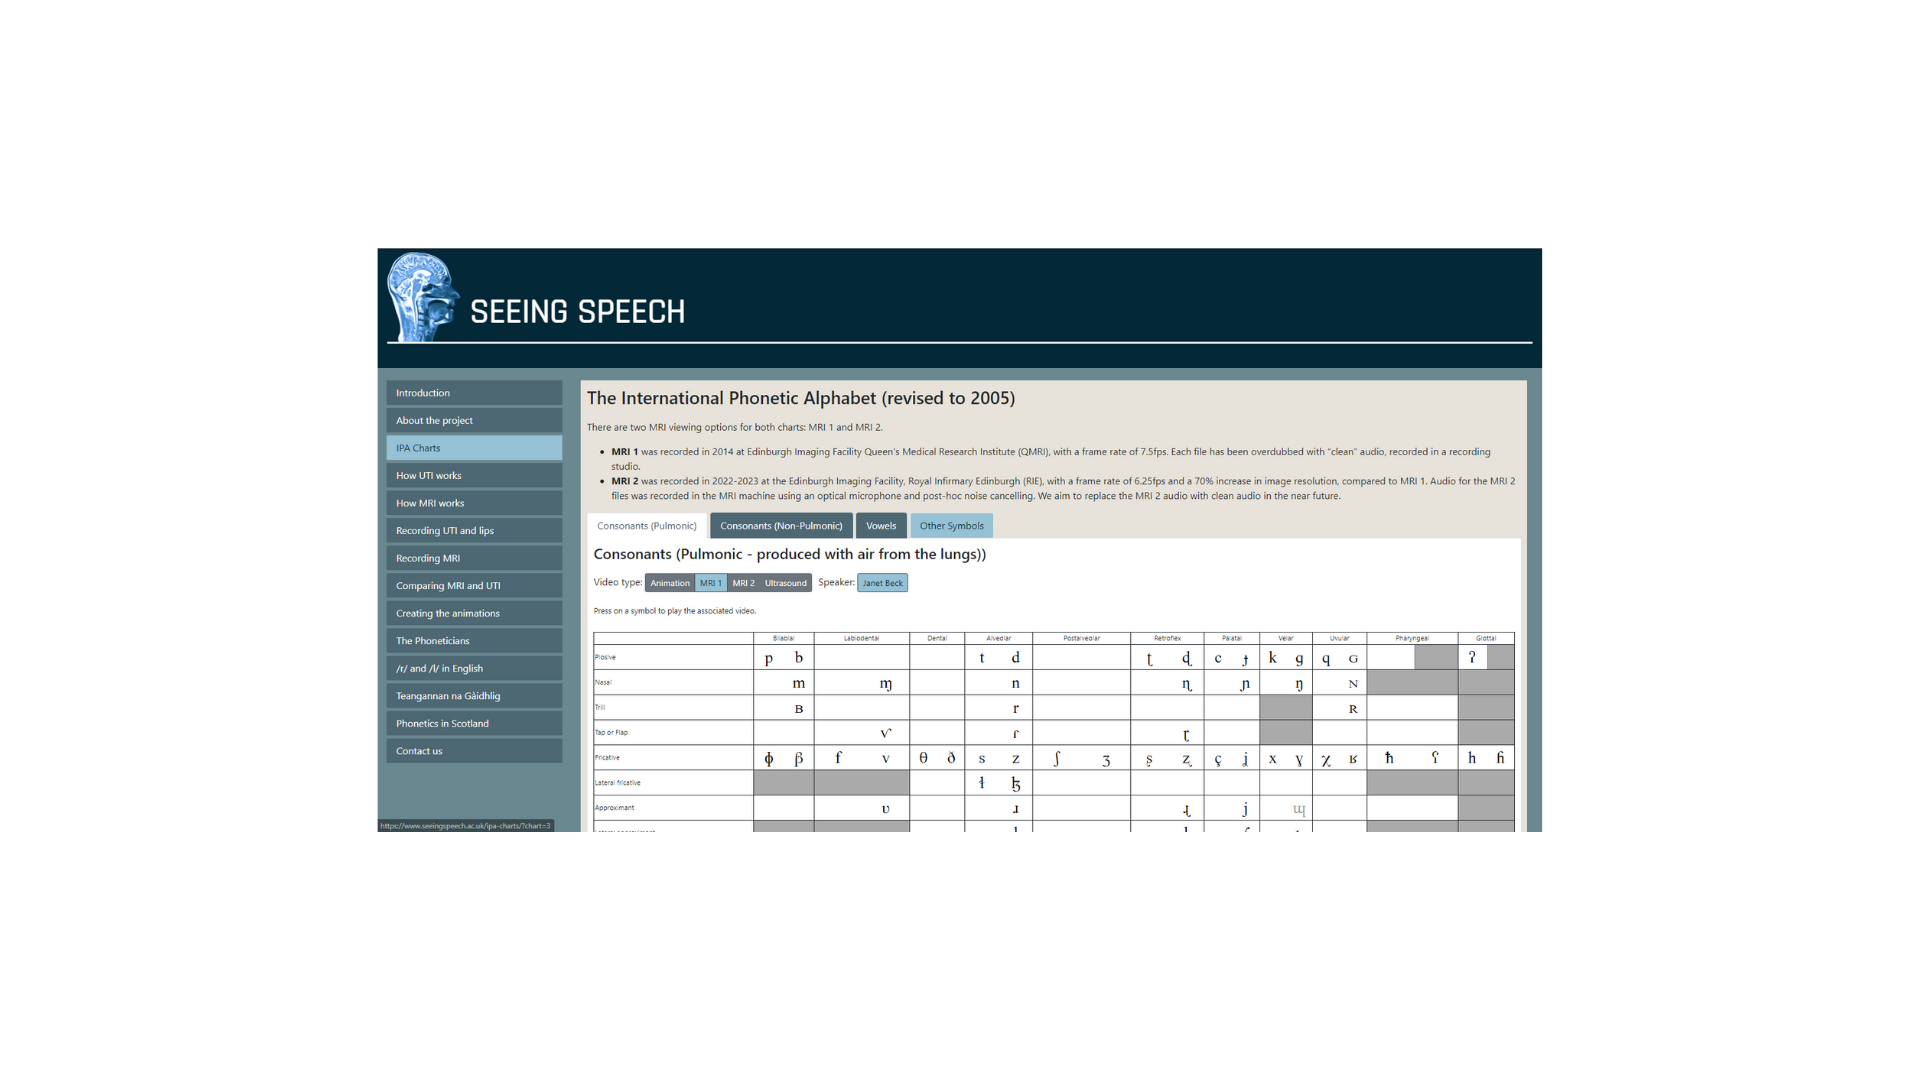 SEEING SPEECH
Introduction
About the project
IPA Charts
How UTI works
How MRI works
Recording UTI and lips
Recording MRI
Comparing MRI and UTI
Creating the animations
The Phoneticians
/r/ and /l/ in English
Teangannan na Gàidhlig
Phonetics in Scotland
Contact us
The International Phonetic Alphabet (revised to 2005)
There are two MRI viewing options for both charts: MRI 1 and MRI 2.
• MRI 1 was recorded in 2014 at Edinburgh Imaging Facility Queen's Medical Research Institute (QMRI), with a frame rate of 7.5fps. Each file has been overdubbed with "clean" audio, recorded in a recording
studio.
• MRI 2 was recorded in 2022-2023 at the Edinburgh Imaging Facility, Royal Infirmary Edinburgh (RIE), with a frame rate of 6.25fps and a 70% increase in image resolution, compared to MRI 1. Audio for the MRI 2
files was recorded in the MRI machine using an optical microphone and post-hoc noise cancelling. We aim to replace the MRI 2 audio with clean audio in the near future.
Consonants (Pulmonic) Consonants (Non-Pulmonic) Vowels Other Symbols
Consonants (Pulmonic - produced with air from the lungs))
Video type: Animation MRI 1 MRI 2 Ultrasound Speaker: Janet Beck
Press on a symbol to play the associated video.
Bilabial Labiodental Dental Alveolar Postalveolar Retroflex Palatal Velar Uvular Pharyngeal Glottal
Plosive p b t d ʈ ɖ c ɟ k ɡ q ɢ ʔ
Nasal m ɱ n ɳ ɲ ŋ ɴ
Trill ʙ r ʀ
Tap or Flap ⱱ ɾ ɽ
Fricative ɸ β f v θ ð s z ʃ ʒ ʂ ʐ ç ʝ x ɣ χ ʁ ħ ʕ h ɦ
Lateral fricative ɬ ɮ
Approximant ʋ ɹ ɻ j ɰ
https://www.seeingspeech.ac.uk/ipa-charts/?chart=3